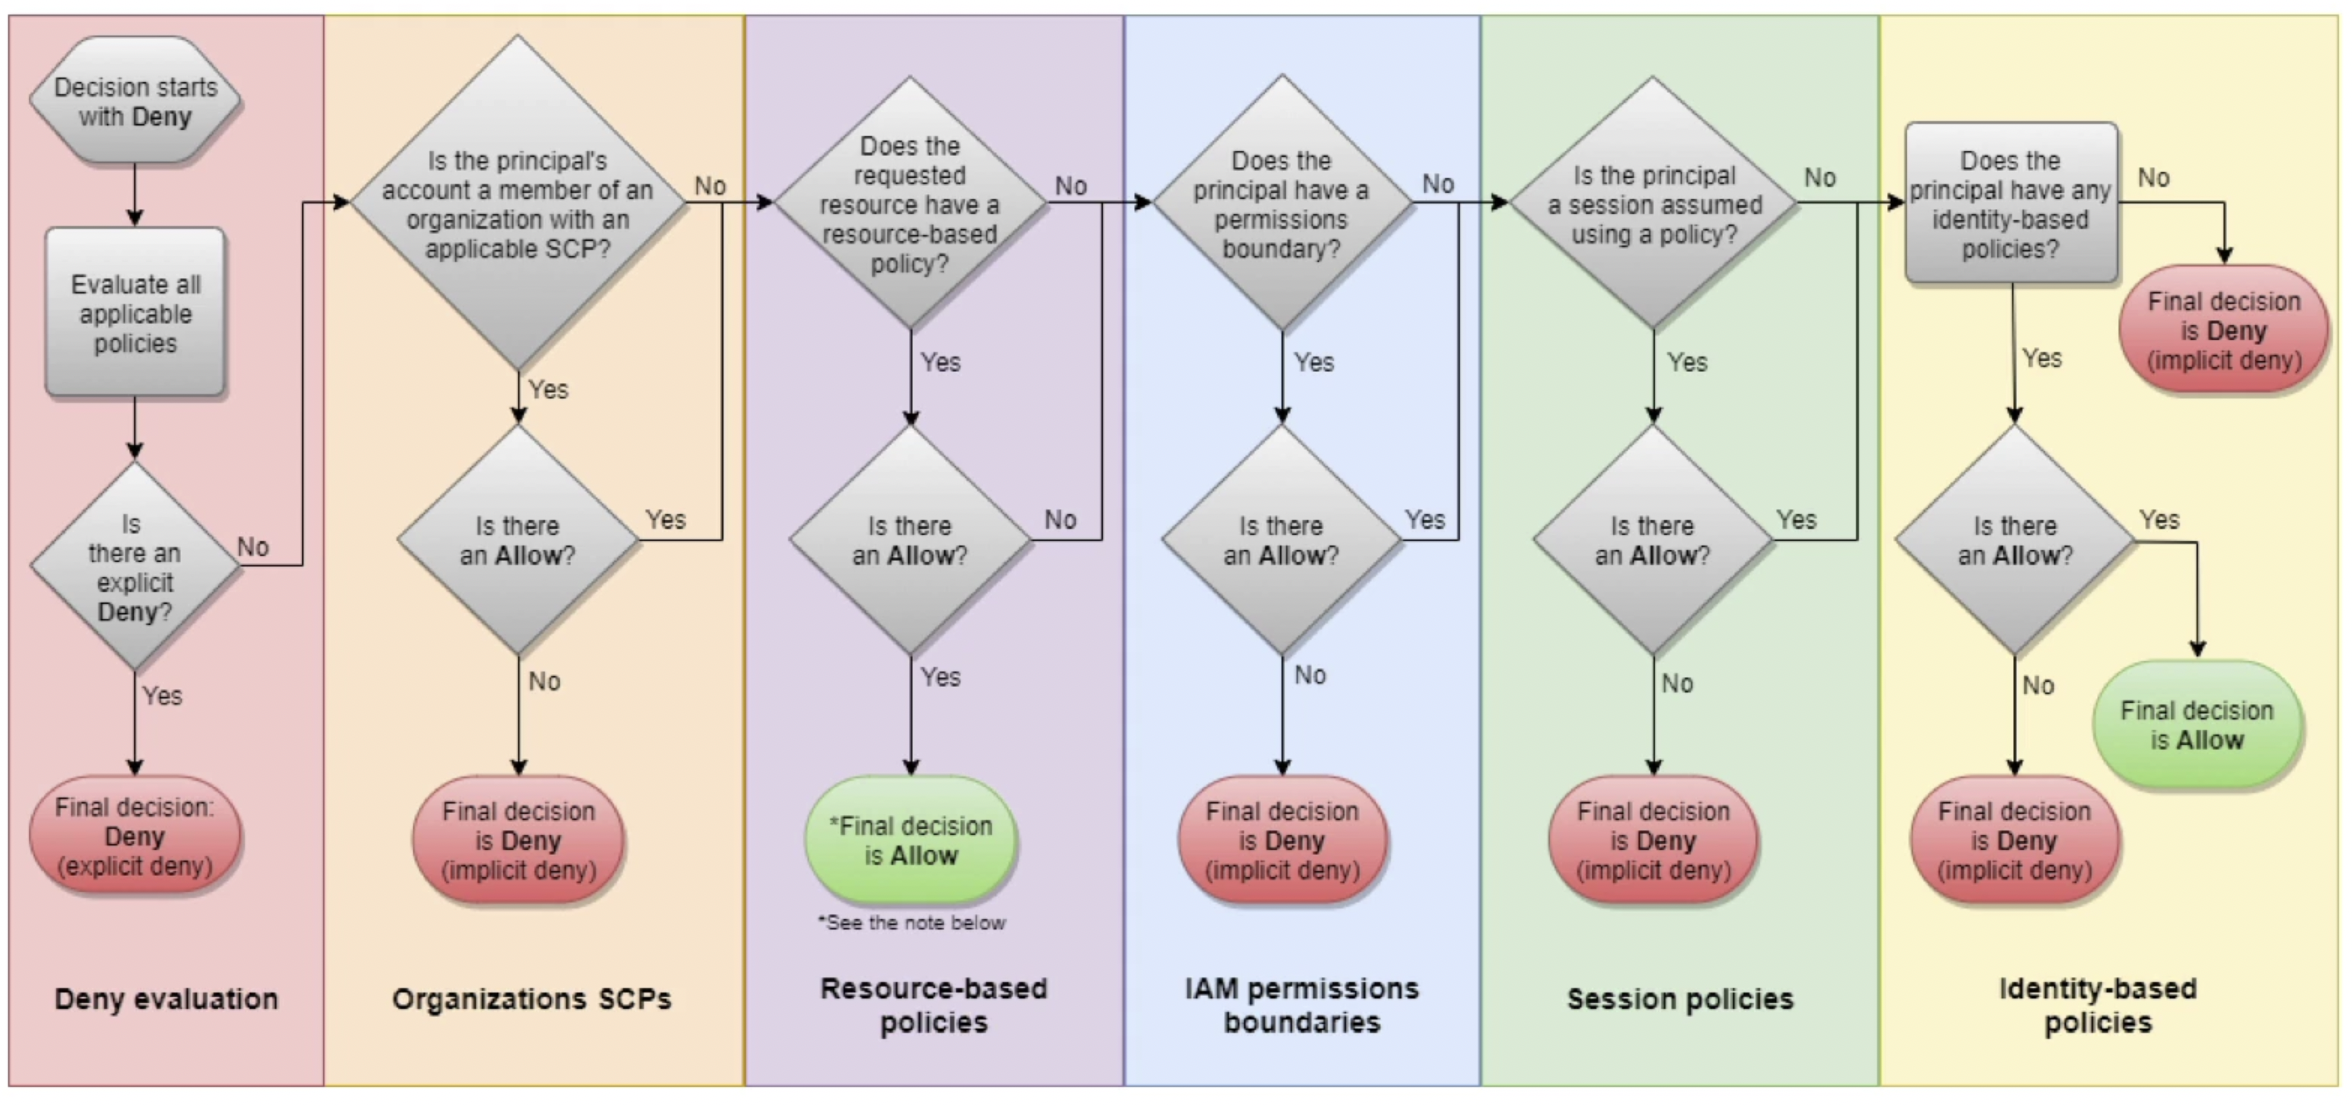 Decision starts
with Deny
Evaluate all
applicable
policies
Is
there an
explicit
Deny?
No
Yes
Final decision:
Deny
(explicit deny)
Deny evaluation
Is the principal's
account a member of an
organization with an
applicable SCP?
No
Yes
Is there
an Allow?
Yes
No
Final decision
is Deny
(implicit deny)
Organizations SCPs
Does the
requested
resource have a
resource-based
policy?
No
Yes
Is there
an Allow?
No
Yes
*Final decision
is Allow
*See the note below
Resource-based
policies
Does the
principal have a
permissions
boundary?
No
Yes
Is there
an Allow?
Yes
No
Final decision
is Deny
(implicit deny)
IAM permissions
boundaries
Is the principal
a session assumed
using a policy?
No
Yes
Is there
an Allow?
Yes
No
Final decision
is Deny
(implicit deny)
Session policies
Does the
principal have any
identity-based
policies?
No
Final decision
is Deny
(implicit deny)
Yes
Is there
an Allow?
Yes
Final decision
is Allow
No
Final decision
is Deny
(implicit deny)
Identity-based
policies